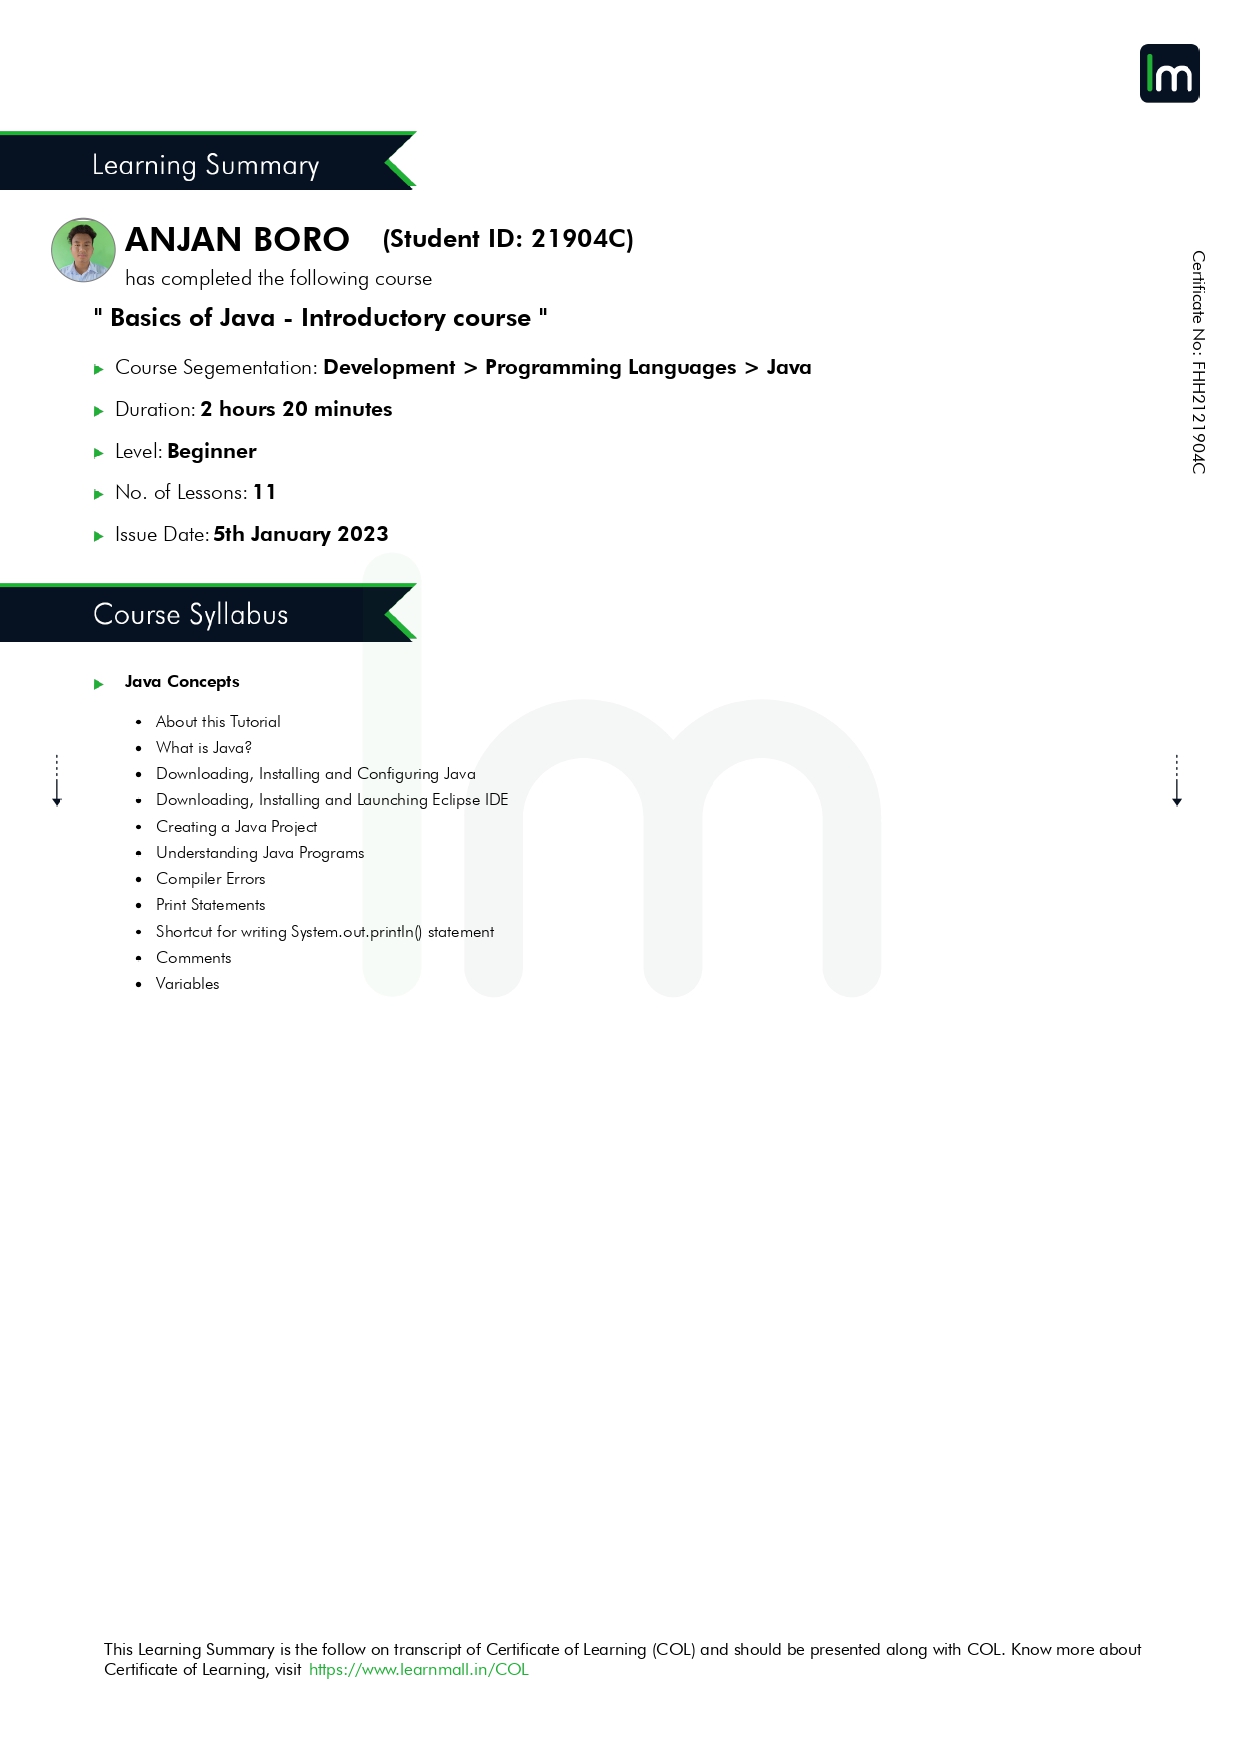 lm
Learning Summary
ANJAN BORO (Student ID: 21904C)
has completed the following course
" Basics of Java - Introductory course "
Course Segementation: Development > Programming Languages > Java
Duration: 2 hours 20 minutes
Level: Beginner
No. of Lessons: 11
Issue Date: 5th January 2023
Certificate No: FHH2121904C
Course Syllabus
Java Concepts
• About this Tutorial
• What is Java?
• Downloading, Installing and Configuring Java
• Downloading, Installing and Launching Eclipse IDE
• Creating a Java Project
• Understanding Java Programs
• Compiler Errors
• Print Statements
• Shortcut for writing System.out.println() statement
• Comments
• Variables
lm
This Learning Summary is the follow on transcript of Certificate of Learning (COL) and should be presented along with COL. Know more about
Certificate of Learning, visit https://www.learnmall.in/COL